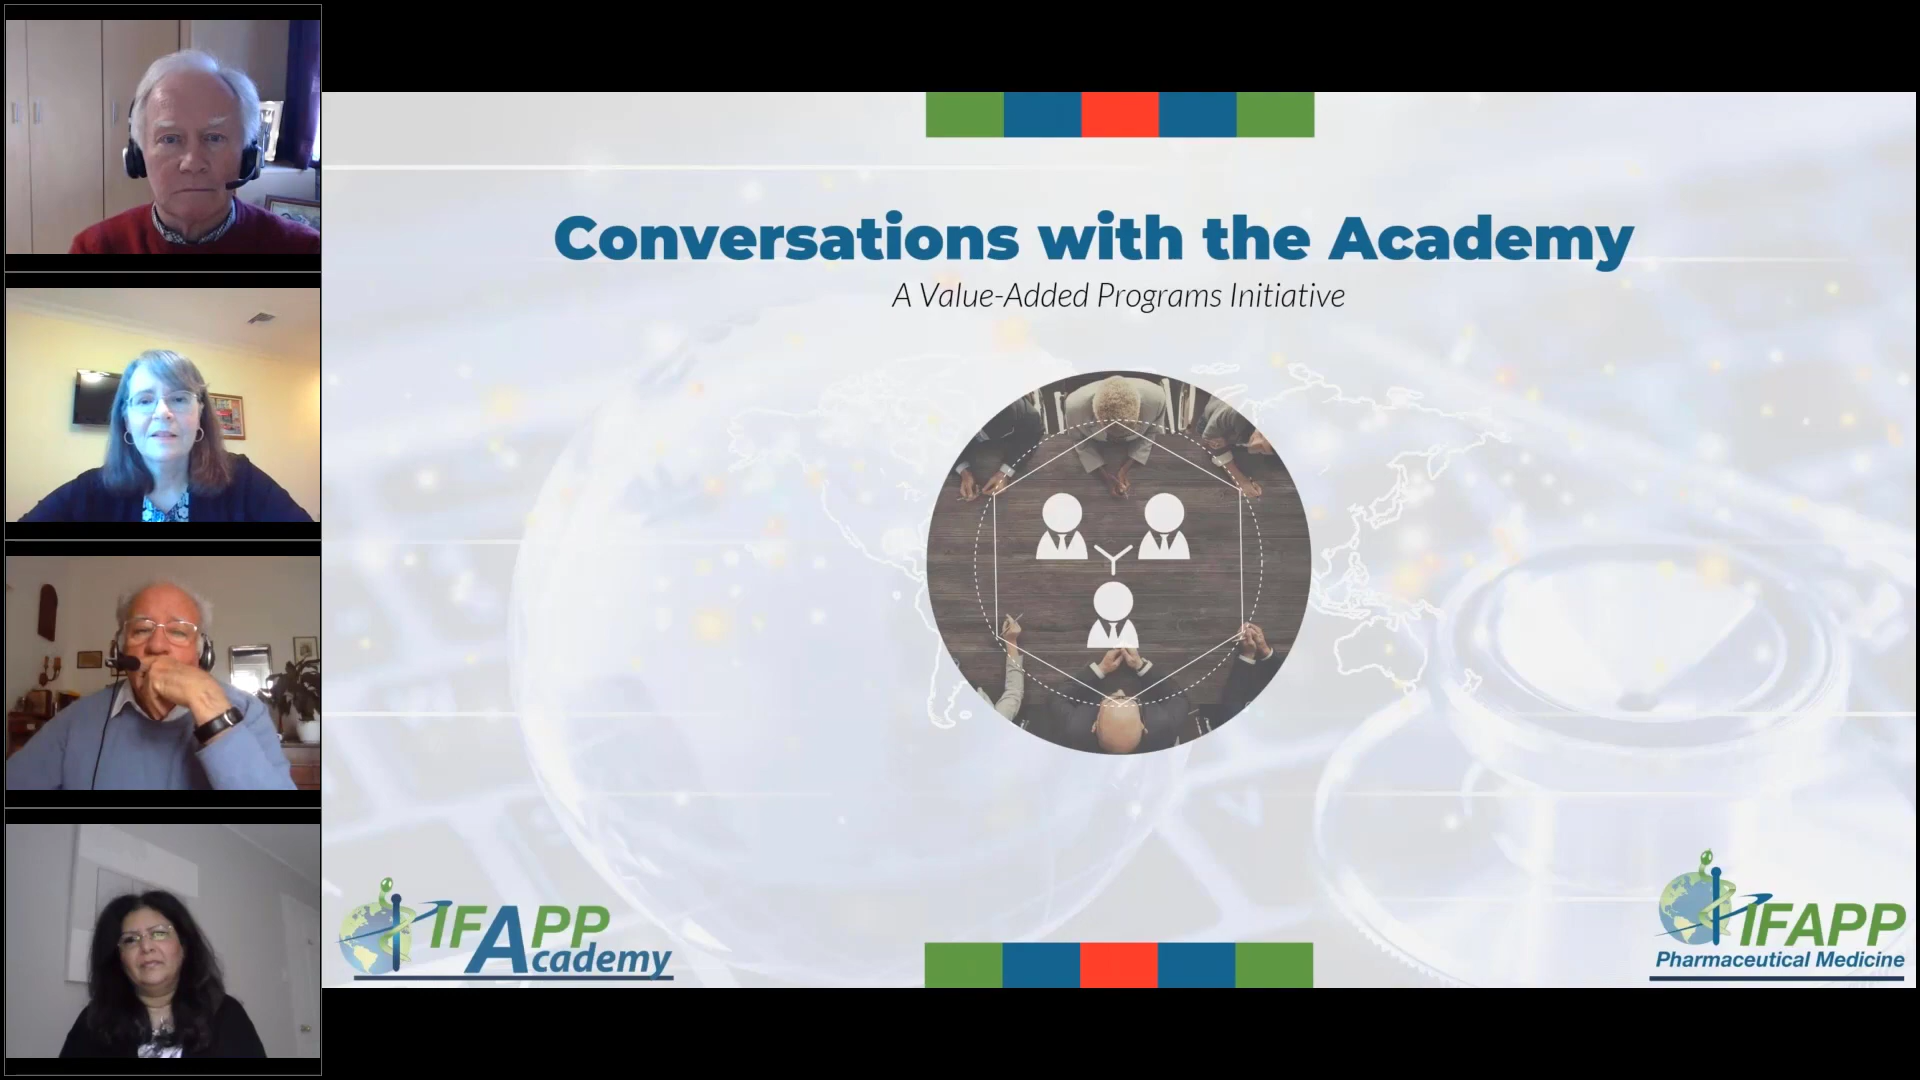 Conversations with the Academy
A Value-Added Programs Initiative
IFAPP
Academy
IFAPP
Pharmaceutical Medicine